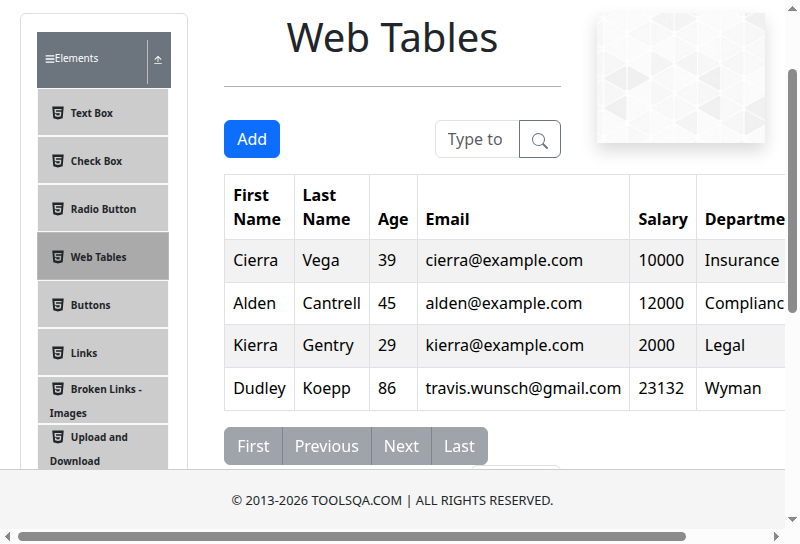 Web Tables
Elements
Text Box
Check Box
Radio Button
Web Tables
Buttons
Links
Broken Links -
Images
Upload and
Download
Add
Type to
First Name Last Name Age Email Salary Departme
Cierra Vega 39 cierra@example.com 10000 Insurance
Alden Cantrell 45 alden@example.com 12000 Complianc
Kierra Gentry 29 kierra@example.com 2000 Legal
Dudley Koepp 86 travis.wunsch@gmail.com 23132 Wyman
First Previous Next Last
© 2013-2026 TOOLSQA.COM | ALL RIGHTS RESERVED.